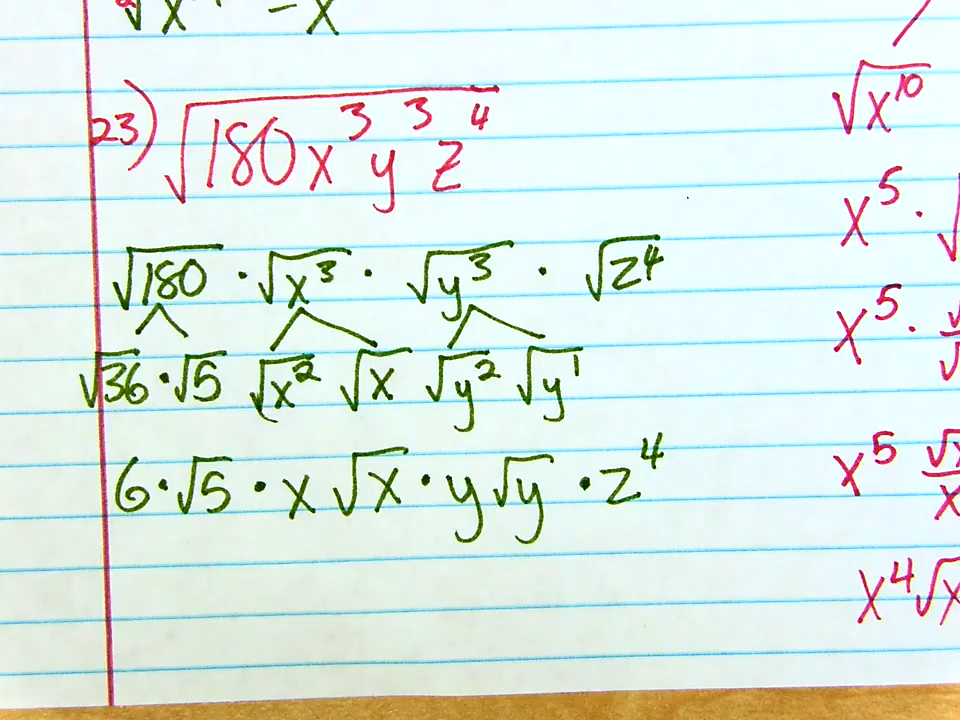 √x = x
23) √180x³y³z⁴
√180 · √x³ · √y³ · √z⁴
√36 · √5 √x² √x √y² √y¹
6 · √5 · x√x · y√y · z⁴
√x¹⁰
x⁵ · √
x⁵ · √ / √
x⁵ √x / x
x⁴√x